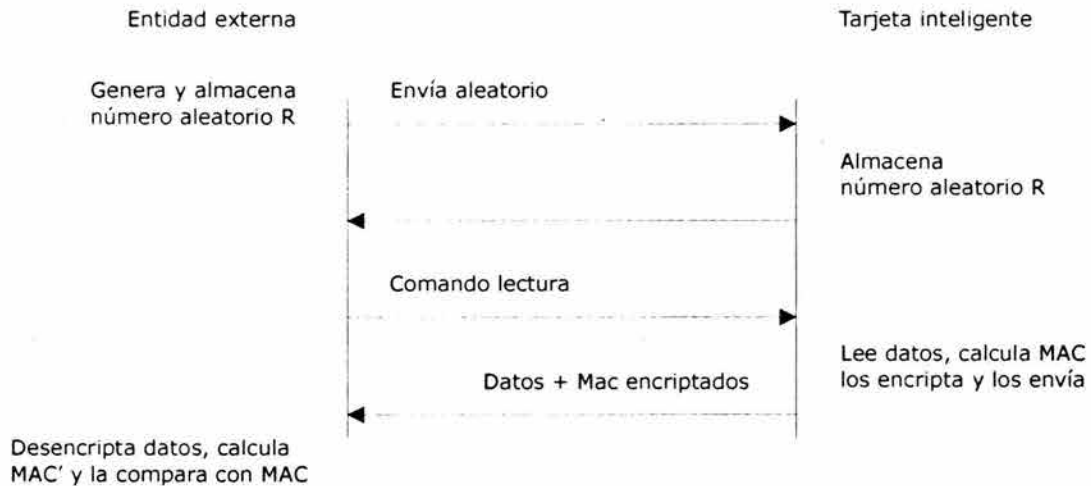 Entidad externa
Tarjeta inteligente
Genera y almacena
número aleatorio R
Envía aleatorio
Almacena
número aleatorio R
Comando lectura
Lee datos, calcula MAC
los encripta y los envía
Datos + Mac encriptados
Desencripta datos, calcula
MAC' y la compara con MAC